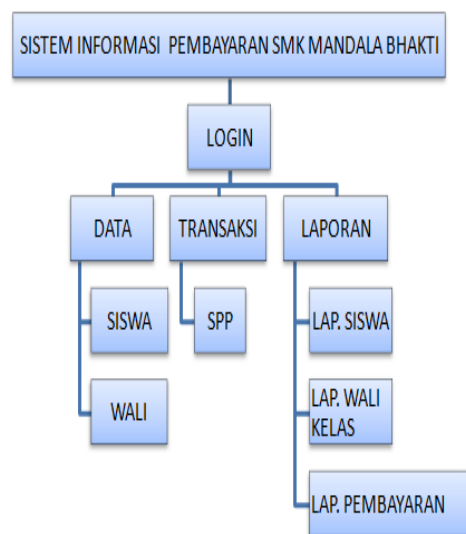 SISTEM INFORMASI PEMBAYARAN SMK MANDALA BHAKTI
LOGIN
DATA
TRANSAKSI
LAPORAN
SISWA
SPP
LAP. SISWA
WALI
LAP. WALI
KELAS
LAP. PEMBAYARAN